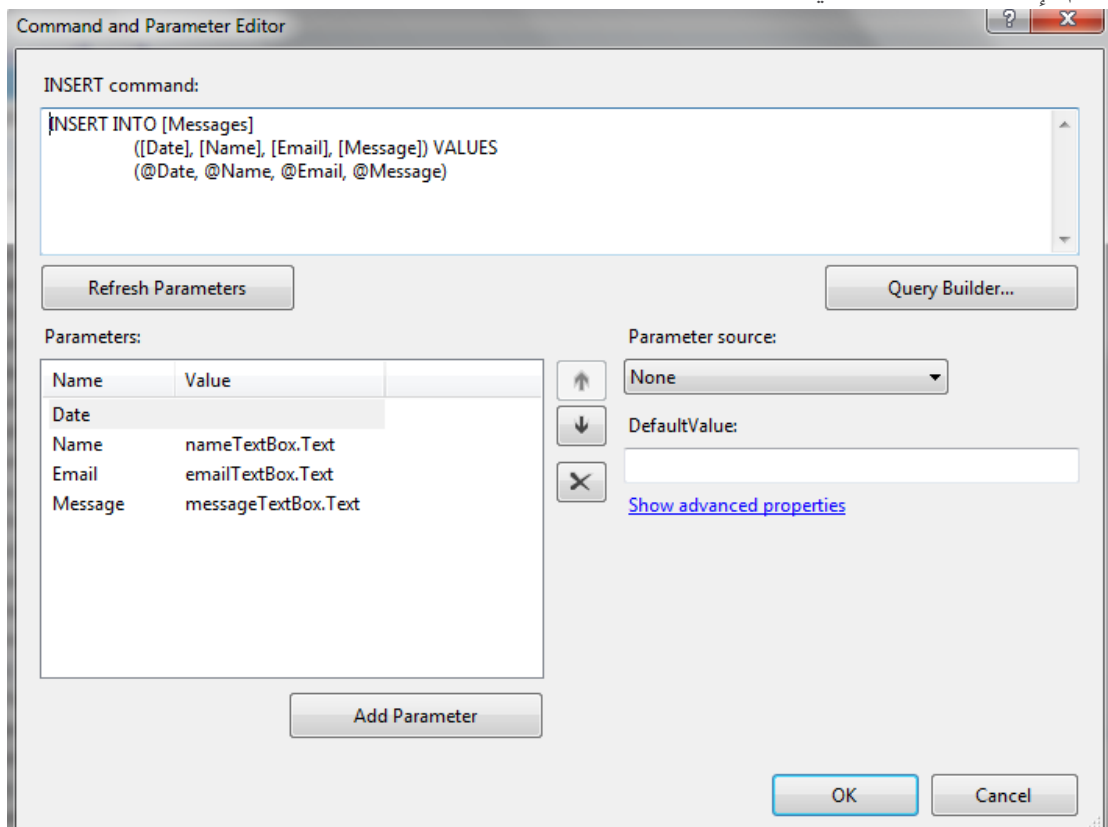 Command and Parameter Editor
?
X
INSERT command:
INSERT INTO [Messages]
([Date], [Name], [Email], [Message]) VALUES
(@Date, @Name, @Email, @Message)
Refresh Parameters
Query Builder...
Parameters:
Parameter source:
Name Value
None
Date
DefaultValue:
Name nameTextBox.Text
Email emailTextBox.Text
Message messageTextBox.Text
Show advanced properties
Add Parameter
OK
Cancel